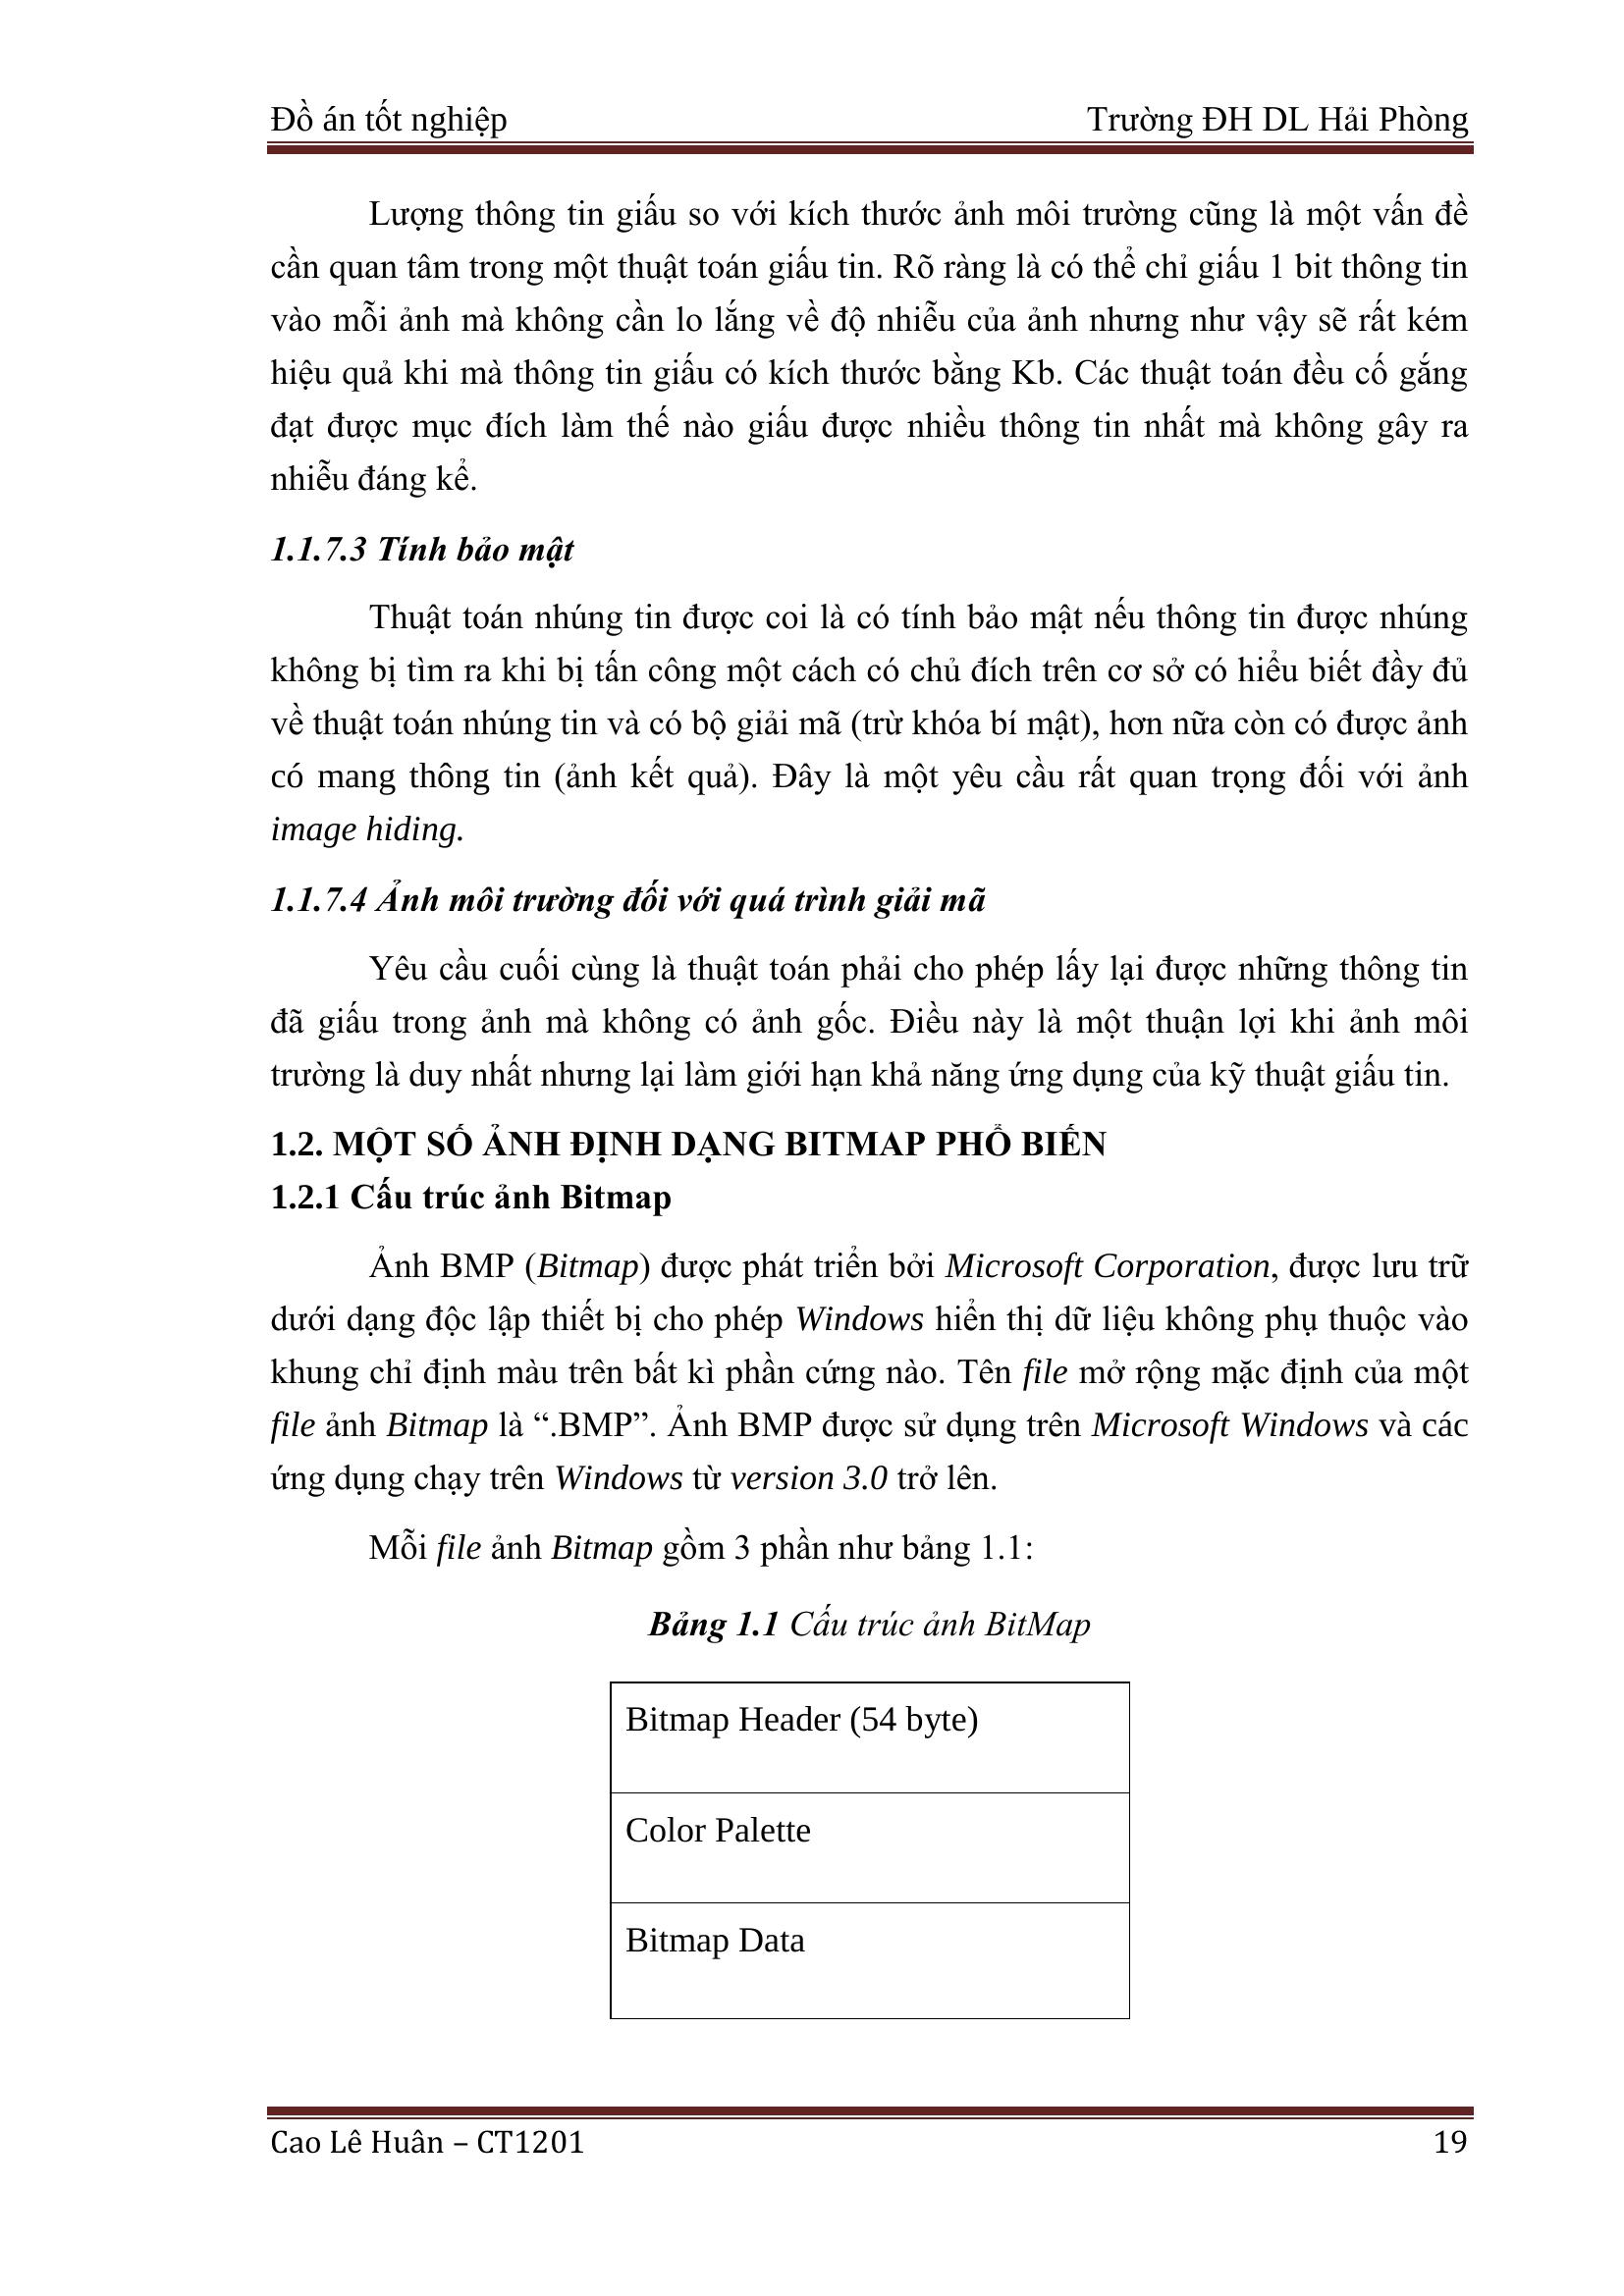 Đồ án tốt nghiệp Trường ĐH DL Hải Phòng
Lượng thông tin giấu so với kích thước ảnh môi trường cũng là một vấn đề
cần quan tâm trong một thuật toán giấu tin. Rõ ràng là có thể chỉ giấu 1 bit thông tin
vào mỗi ảnh mà không cần lo lắng về độ nhiễu của ảnh nhưng như vậy sẽ rất kém
hiệu quả khi mà thông tin giấu có kích thước bằng Kb. Các thuật toán đều cố gắng
đạt được mục đích làm thế nào giấu được nhiều thông tin nhất mà không gây ra
nhiễu đáng kể.
1.1.7.3 Tính bảo mật
Thuật toán nhúng tin được coi là có tính bảo mật nếu thông tin được nhúng
không bị tìm ra khi bị tấn công một cách có chủ đích trên cơ sở có hiểu biết đầy đủ
về thuật toán nhúng tin và có bộ giải mã (trừ khóa bí mật), hơn nữa còn có được ảnh
có mang thông tin (ảnh kết quả). Đây là một yêu cầu rất quan trọng đối với ảnh
image hiding.
1.1.7.4 Ảnh môi trường đối với quá trình giải mã
Yêu cầu cuối cùng là thuật toán phải cho phép lấy lại được những thông tin
đã giấu trong ảnh mà không có ảnh gốc. Điều này là một thuận lợi khi ảnh môi
trường là duy nhất nhưng lại làm giới hạn khả năng ứng dụng của kỹ thuật giấu tin.
1.2. MỘT SỐ ẢNH ĐỊNH DẠNG BITMAP PHỔ BIẾN
1.2.1 Cấu trúc ảnh Bitmap
Ảnh BMP (Bitmap) được phát triển bởi Microsoft Corporation, được lưu trữ
dưới dạng độc lập thiết bị cho phép Windows hiển thị dữ liệu không phụ thuộc vào
khung chỉ định màu trên bất kì phần cứng nào. Tên file mở rộng mặc định của một
file ảnh Bitmap là “.BMP”. Ảnh BMP được sử dụng trên Microsoft Windows và các
ứng dụng chạy trên Windows từ version 3.0 trở lên.
Mỗi file ảnh Bitmap gồm 3 phần như bảng 1.1:
Bảng 1.1 Cấu trúc ảnh BitMap
Bitmap Header (54 byte)
Color Palette
Bitmap Data
Cao Lê Huân – CT1201 19